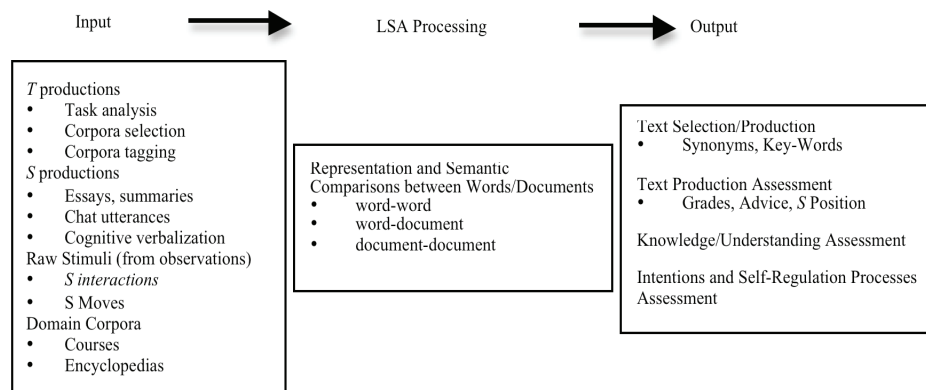 Input
LSA Processing
Output
T productions
• Task analysis
• Corpora selection
• Corpora tagging
S productions
• Essays, summaries
• Chat utterances
• Cognitive verbalization
Raw Stimuli (from observations)
• S interactions
• S Moves
Domain Corpora
• Courses
• Encyclopedias
Representation and Semantic
Comparisons between Words/Documents
• word-word
• word-document
• document-document
Text Selection/Production
• Synonyms, Key-Words
Text Production Assessment
• Grades, Advice, S Position
Knowledge/Understanding Assessment
Intentions and Self-Regulation Processes
Assessment